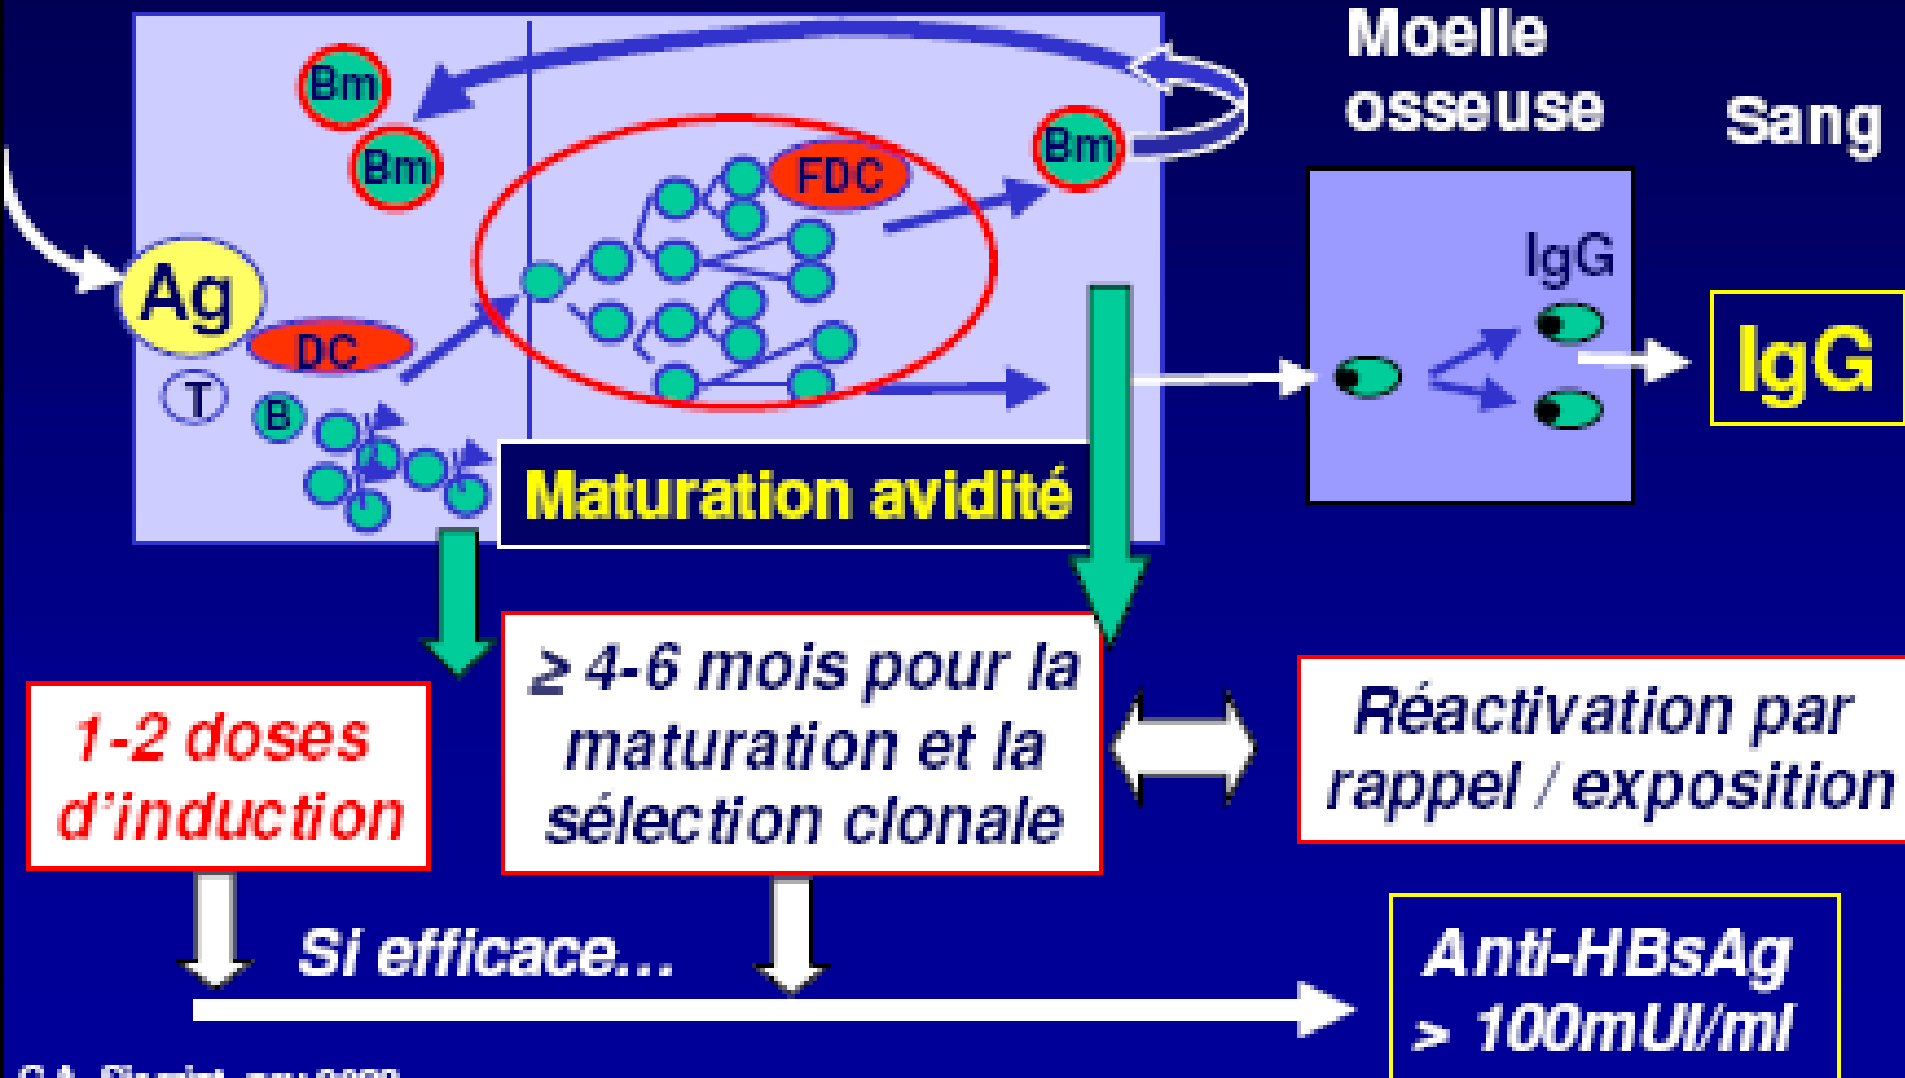 Moelle
osseuse
Sang
Bm
Bm
Bm
FDC
Ag
DC
T
B
IgG
IgG
Maturation avidité
1-2 doses
d'induction
≥ 4-6 mois pour la
maturation et la
sélection clonale
Réactivation par
rappel / exposition
Si efficace...
Anti-HBsAg
> 100mUI/ml